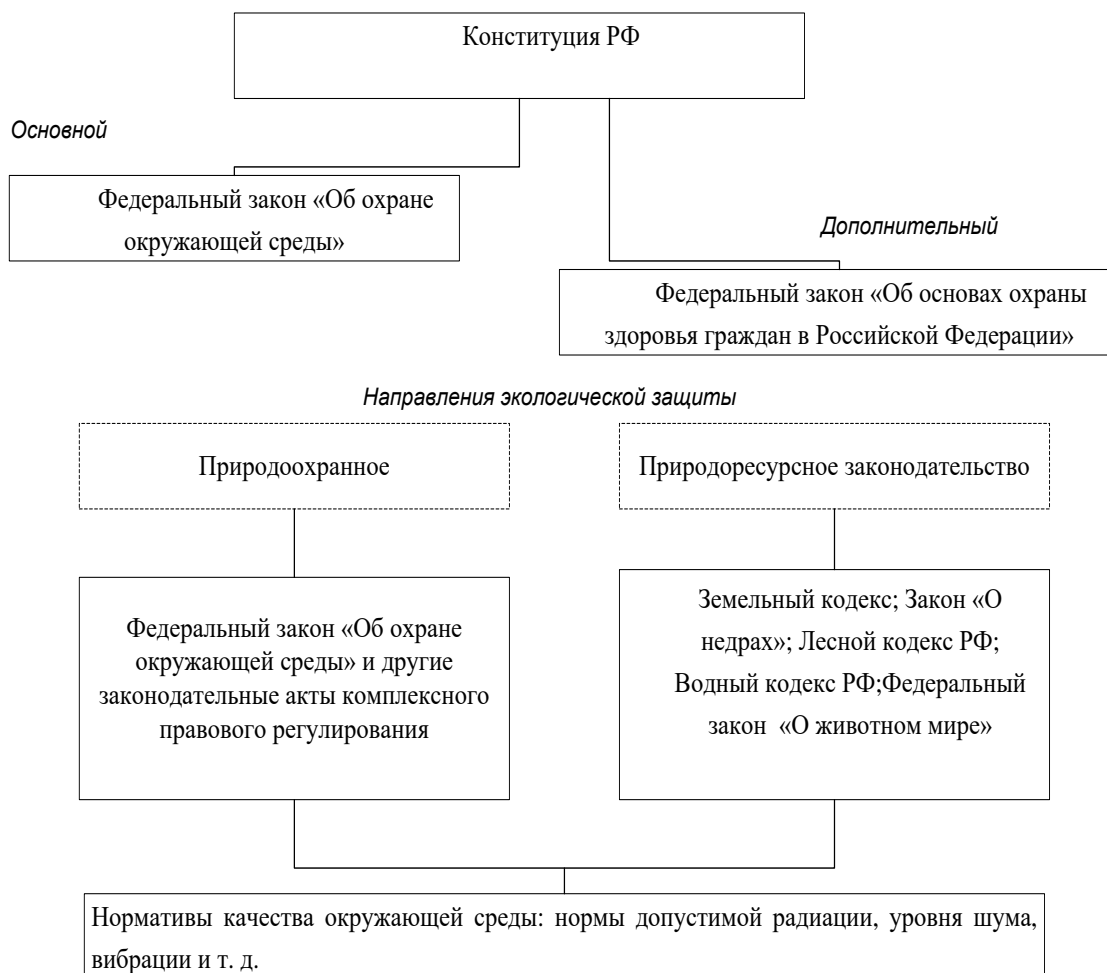 Конституция РФ
Основной
Федеральный закон «Об охране
окружающей среды»
Дополнительный
Федеральный закон «Об основах охраны
здоровья граждан в Российской Федерации»
Направления экологической защиты
Природоохранное
Природоресурсное законодательство
Федеральный закон «Об охране
окружающей среды» и другие
законодательные акты комплексного
правового регулирования
Земельный кодекс; Закон «О
недрах»; Лесной кодекс РФ;
Водный кодекс РФ;Федеральный
закон «О животном мире»
Нормативы качества окружающей среды: нормы допустимой радиации, уровня шума,
вибрации и т. д.